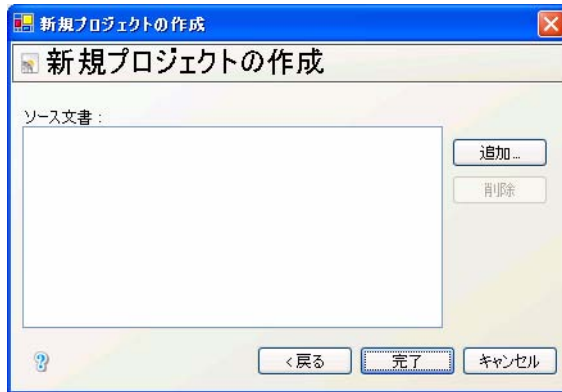 新規プロジェクトの作成
新規プロジェクトの作成
ソース文書：
追加...
削除
?
<戻る
完了
キャンセル